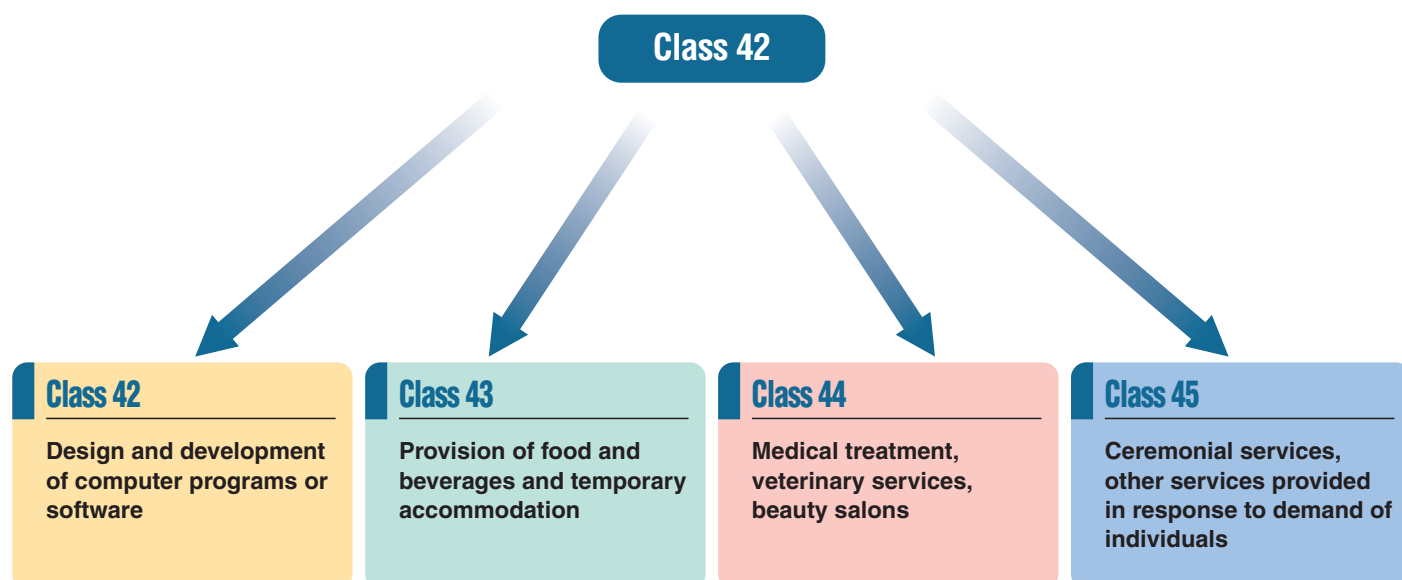 Class 42
Class 42
Design and development
of computer programs or
software
Class 43
Provision of food and
beverages and temporary
accommodation
Class 44
Medical treatment,
veterinary services,
beauty salons
Class 45
Ceremonial services,
other services provided
in response to demand of
individuals